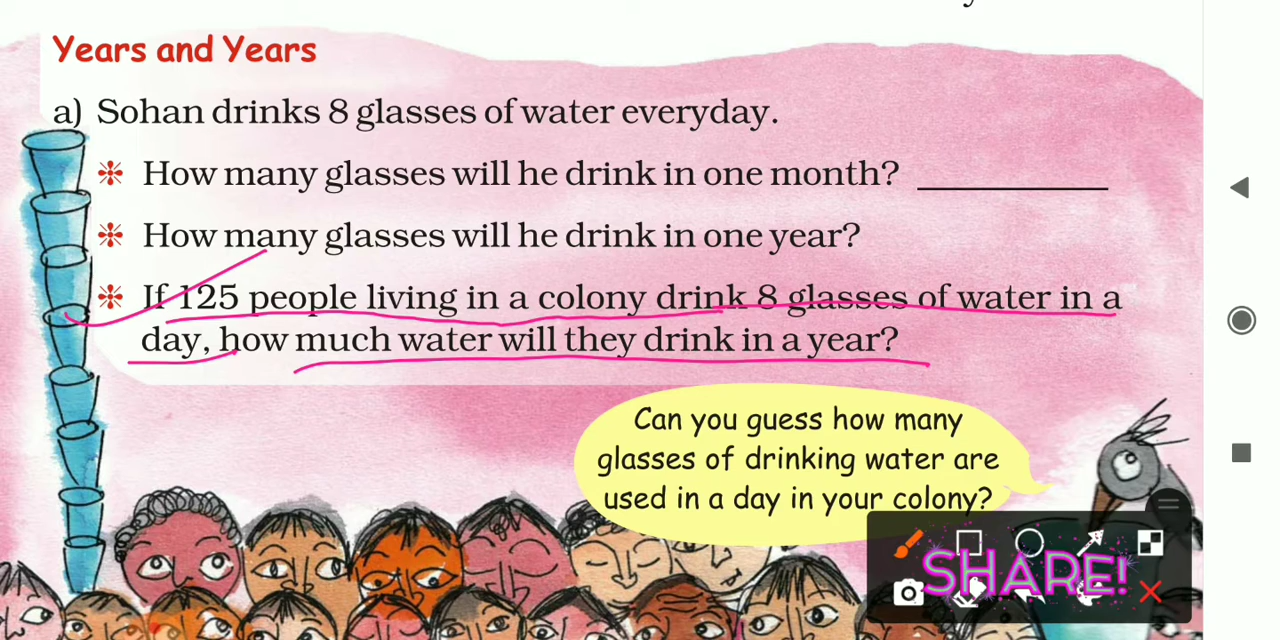 Years and Years
a) Sohan drinks 8 glasses of water everyday.
❉ How many glasses will he drink in one month? __________
❉ How many glasses will he drink in one year?
❉ If 125 people living in a colony drink 8 glasses of water in a
day, how much water will they drink in a year?
Can you guess how many
glasses of drinking water are
used in a day in your colony?
SHARE!